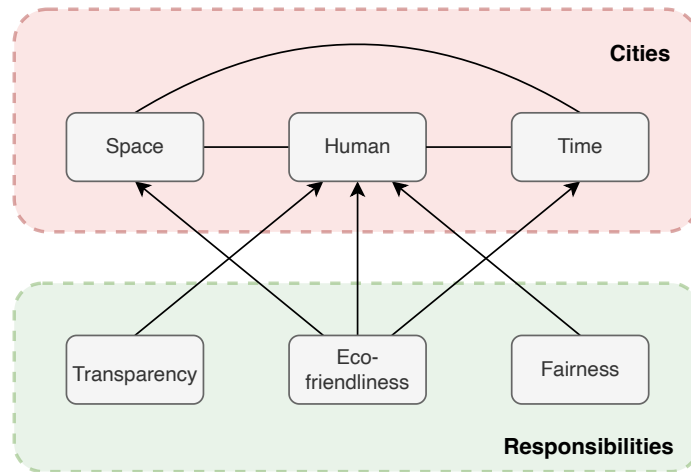 Cities
Space
Human
Time
Transparency
Eco-
friendliness
Fairness
Responsibilities